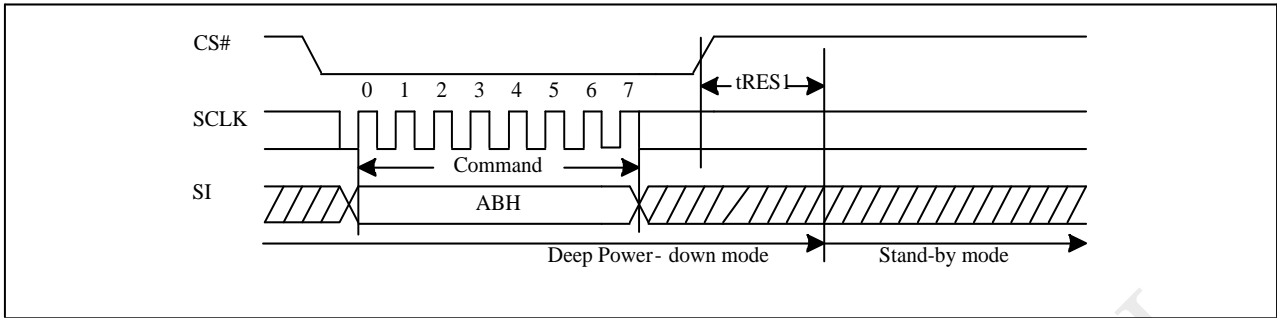 CS#
tRES1
0 1 2 3 4 5 6 7
SCLK
Command
SI
ABH
Deep Power- down mode Stand-by mode